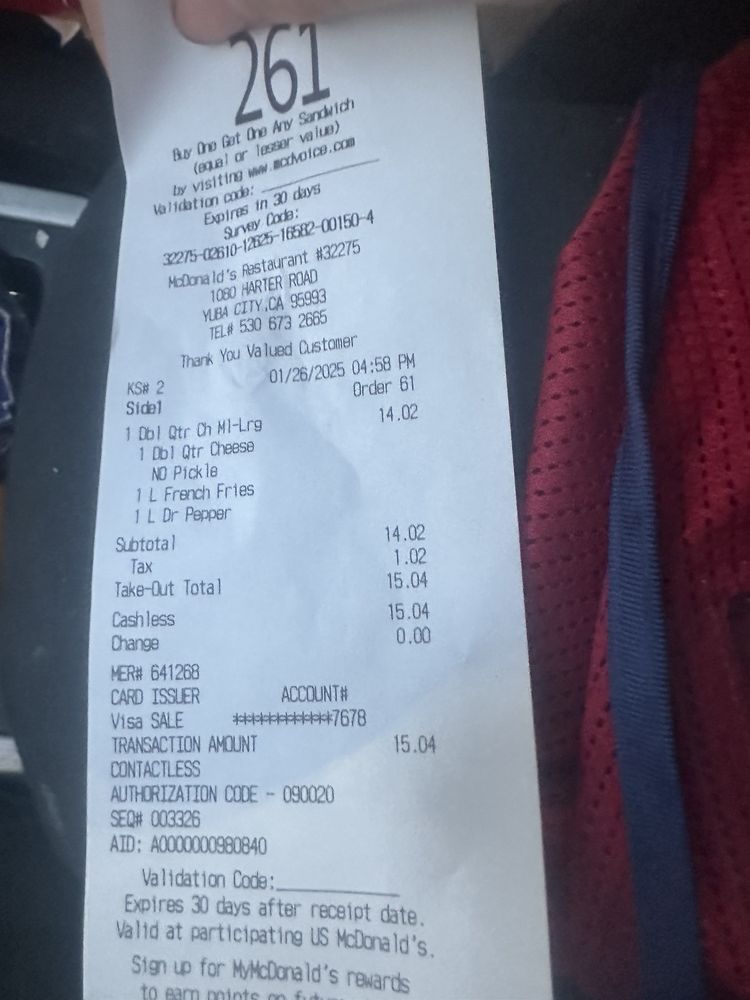 261
Buy One Get One Any Sandwich
(equal or lesser value)
by visiting www.mcdvoice.com
Validation code: ___________
Expires in 30 days
Survey Code:
32275-02610-12625-16582-00150-4
McDonald's Restaurant #32275
1080 HARTER ROAD
YUBA CITY,CA 95993
TEL# 530 673 2665
Thank You Valued Customer
KS# 2 01/26/2025 04:58 PM
Side1 Order 61
1 Dbl Qtr Ch Ml-Lrg 14.02
1 Dbl Qtr Cheese
NO Pickle
1 L French Fries
1 L Dr Pepper
Subtotal 14.02
Tax 1.02
Take-Out Total 15.04
Cashless 15.04
Change 0.00
MER# 641268
CARD ISSUER ACCOUNT#
Visa SALE ************7678
TRANSACTION AMOUNT 15.04
CONTACTLESS
AUTHORIZATION CODE - 090020
SEQ# 003326
AID: A0000000980840
Validation Code:___________
Expires 30 days after receipt date.
Valid at participating US McDonald's.
Sign up for MyMcDonald's rewards
to earn points on